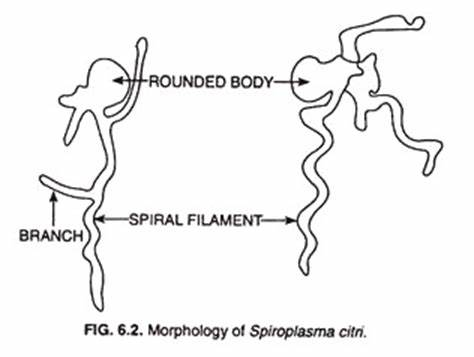 ROUNDED BODY
SPIRAL FILAMENT
BRANCH
FIG. 6.2. Morphology of Spiroplasma citri.